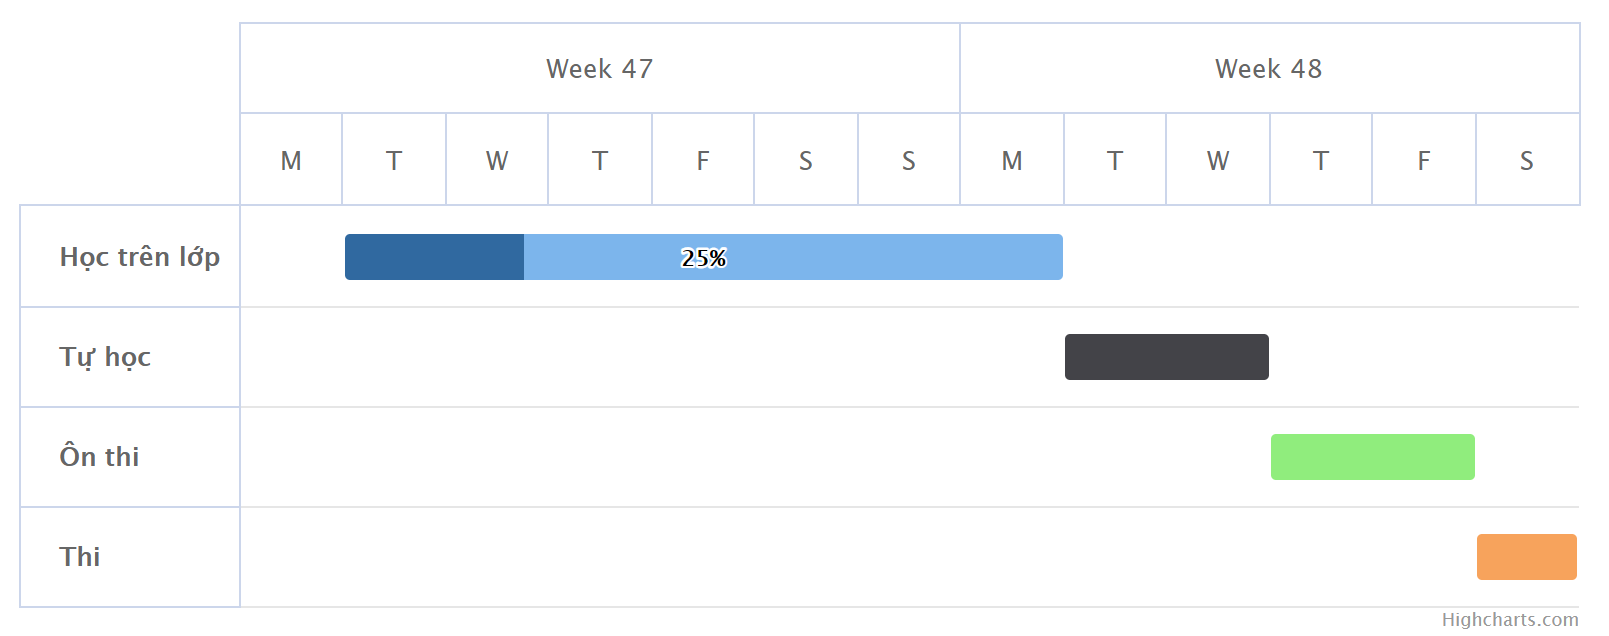 Week 47 Week 48
M T W T F S S M T W T F S
Học trên lớp 25%
Tự học
Ôn thi
Thi
Highcharts.com